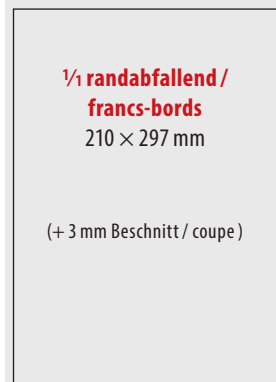 1/1 randabfallend /
francs-bords
210 × 297 mm
(+ 3 mm Beschnitt / coupe )